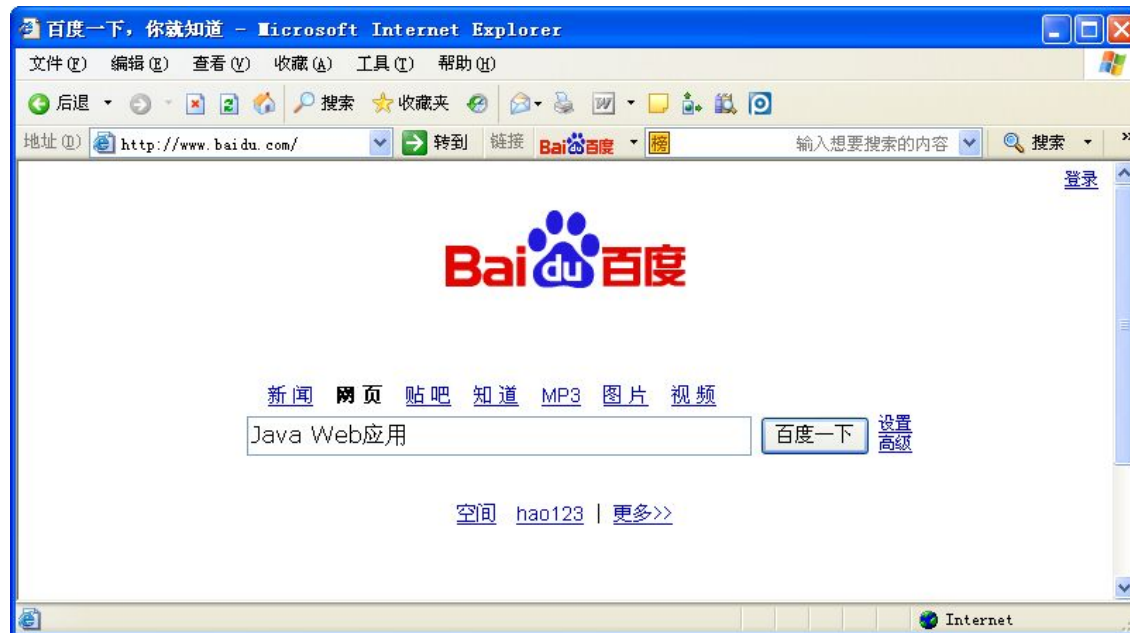 百度一下，你就知道 - Microsoft Internet Explorer
文件(F) 编辑(E) 查看(V) 收藏(A) 工具(T) 帮助(H)
后退 搜索 收藏夹 W
地址(D) http://www.baidu.com/ 转到 链接 Baidu百度 榜 输入想要搜索的内容 搜索 »
登录
Baidu百度
新闻 网页 贴吧 知道 MP3 图片 视频
Java Web应用 百度一下 设置
高级
空间 hao123 | 更多>>
Internet